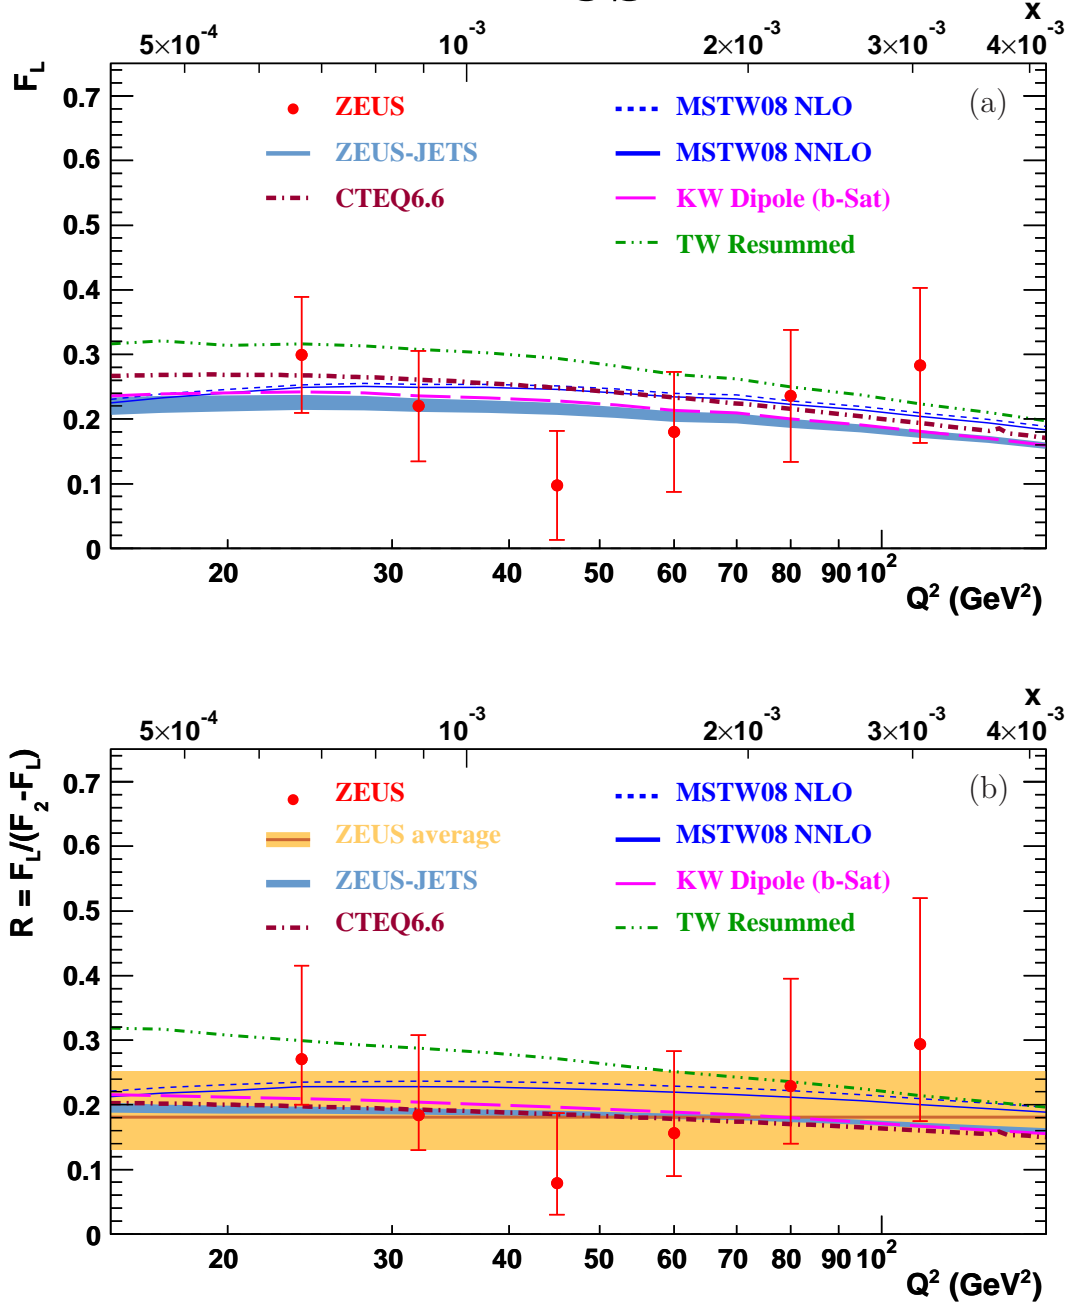 x
5×10⁻⁴ 10⁻³ 2×10⁻³ 3×10⁻³ 4×10⁻³
F_L
(a)
ZEUS
ZEUS-JETS
CTEQ6.6
MSTW08 NLO
MSTW08 NNLO
KW Dipole (b-Sat)
TW Resummed
0.7
0.6
0.5
0.4
0.3
0.2
0.1
0
20 30 40 50 60 70 80 90 10²
Q² (GeV²)
x
5×10⁻⁴ 10⁻³ 2×10⁻³ 3×10⁻³ 4×10⁻³
R = F_L/(F_2-F_L)
(b)
ZEUS
ZEUS average
ZEUS-JETS
CTEQ6.6
MSTW08 NLO
MSTW08 NNLO
KW Dipole (b-Sat)
TW Resummed
0.7
0.6
0.5
0.4
0.3
0.2
0.1
0
20 30 40 50 60 70 80 90 10²
Q² (GeV²)